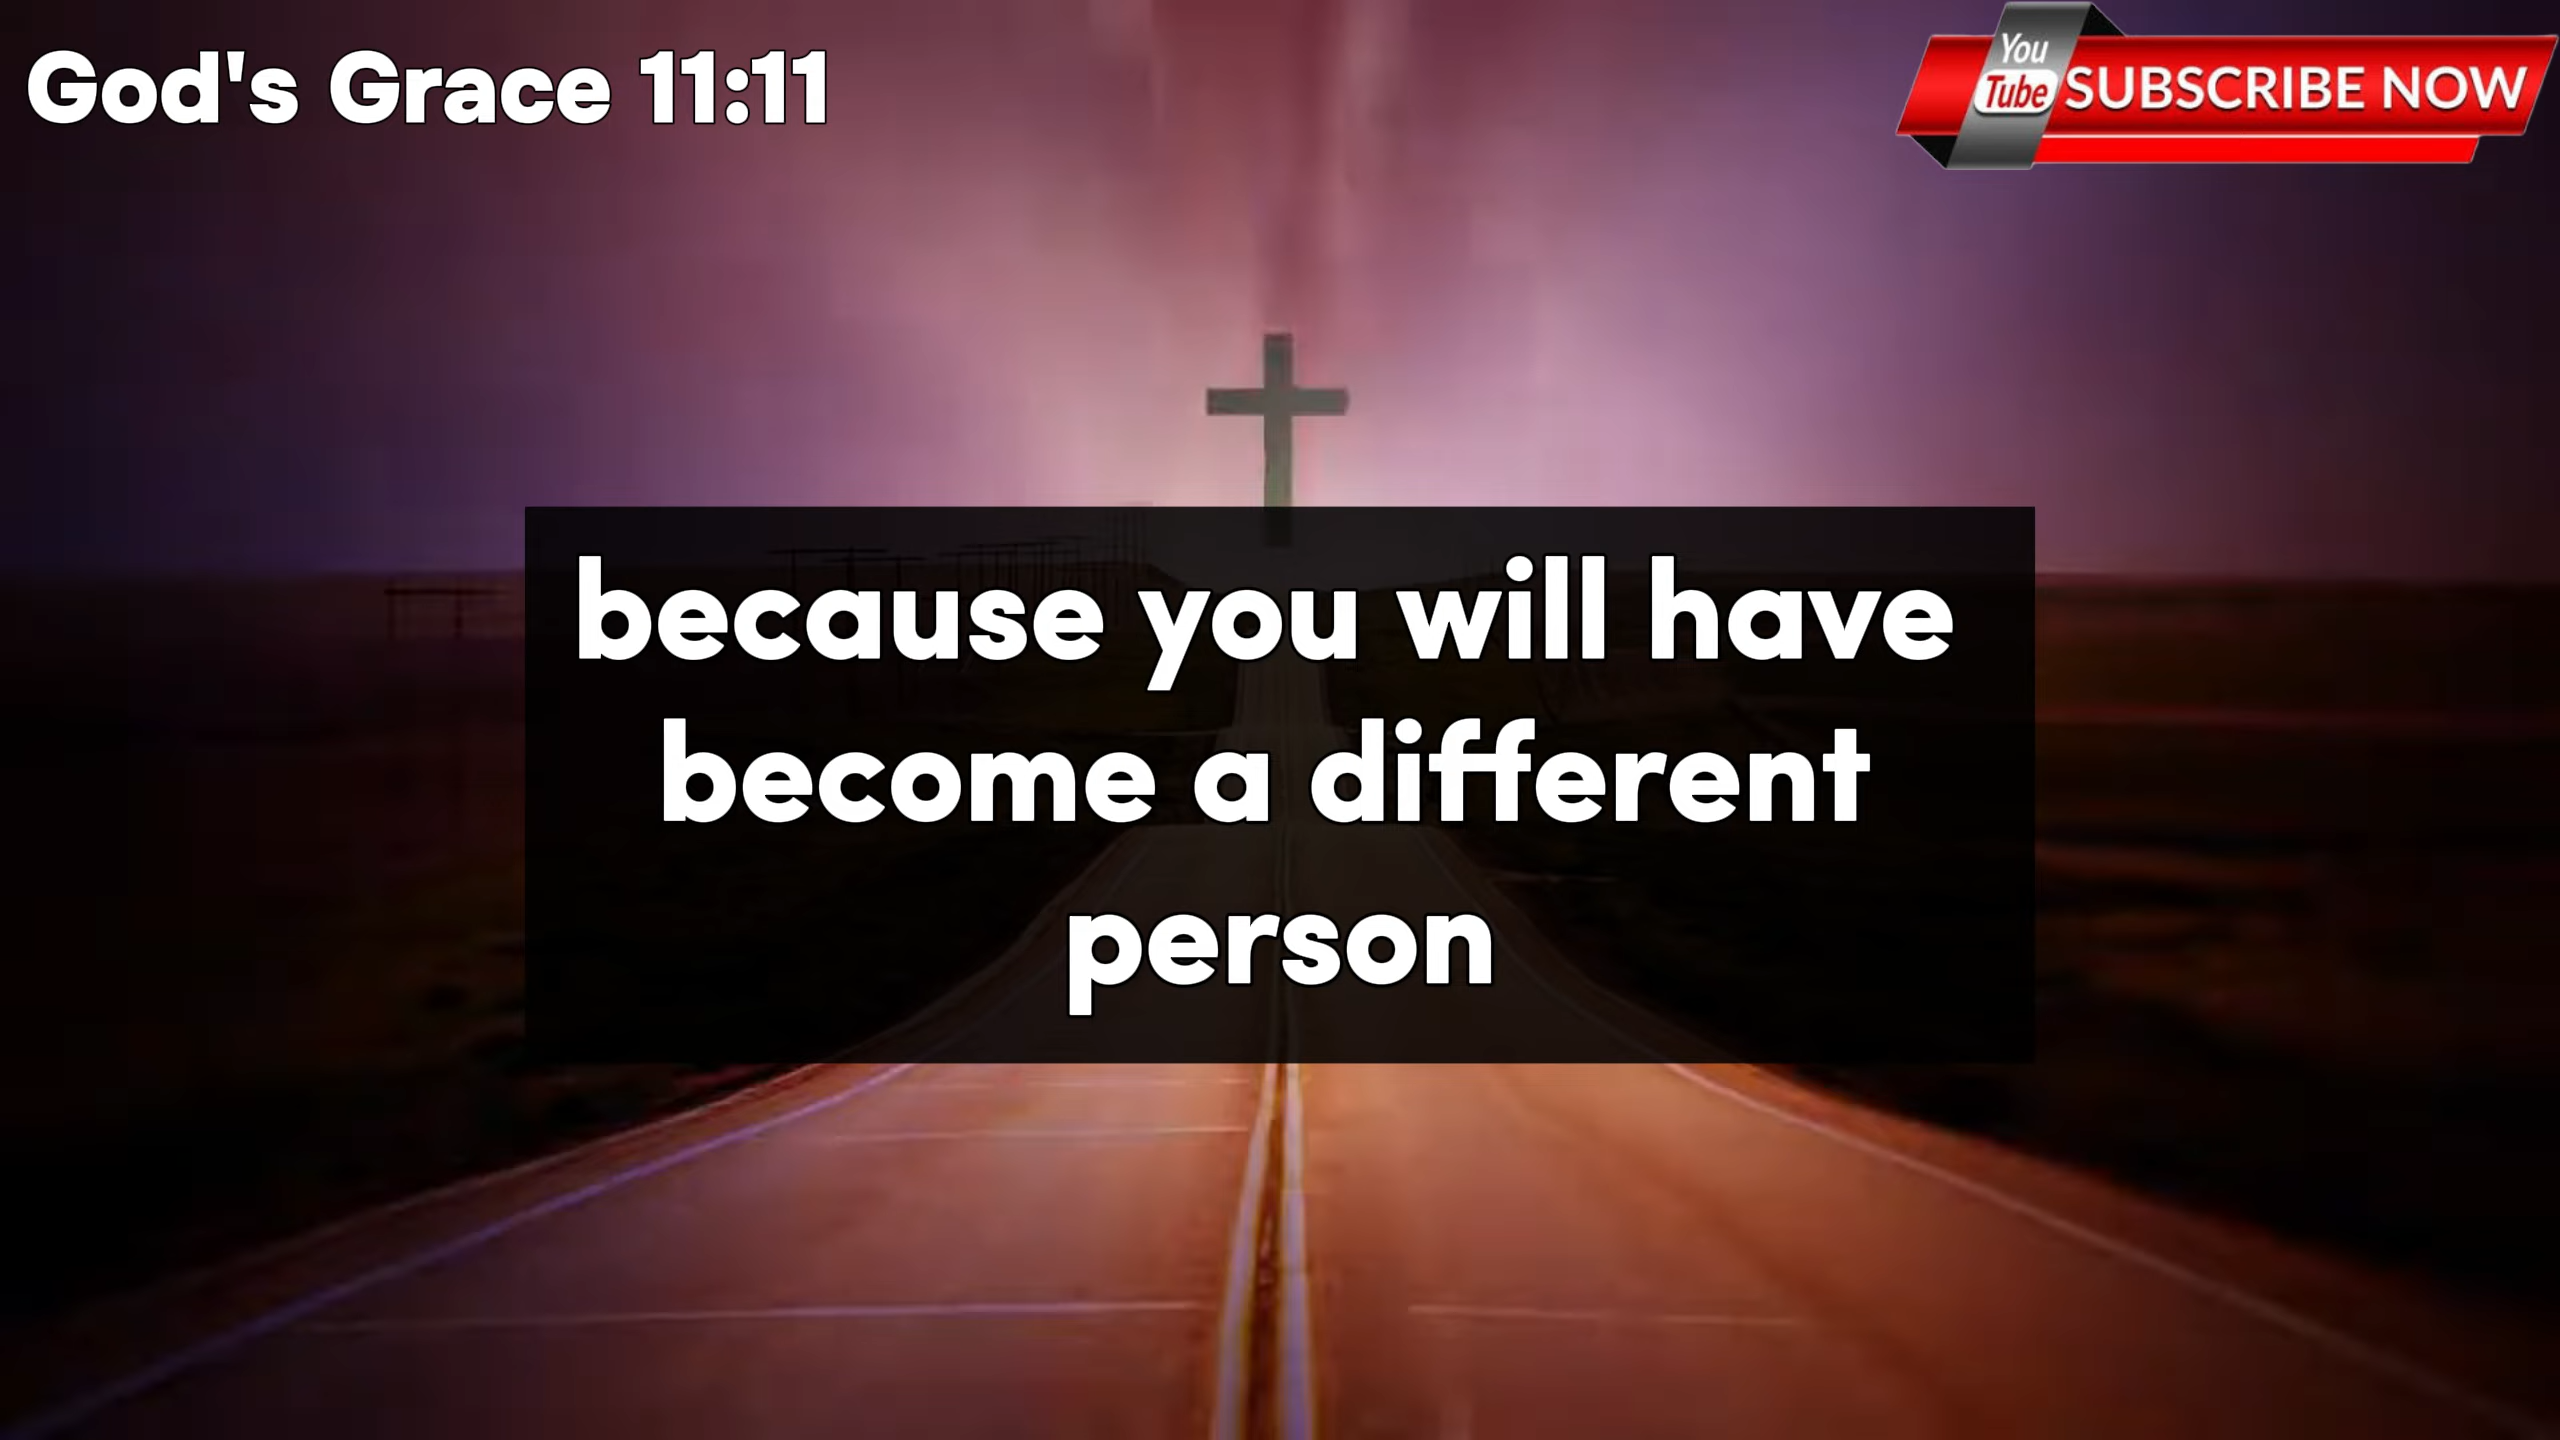 God's Grace 11:11
You
Tube
SUBSCRIBE NOW
because you will have
become a different
person